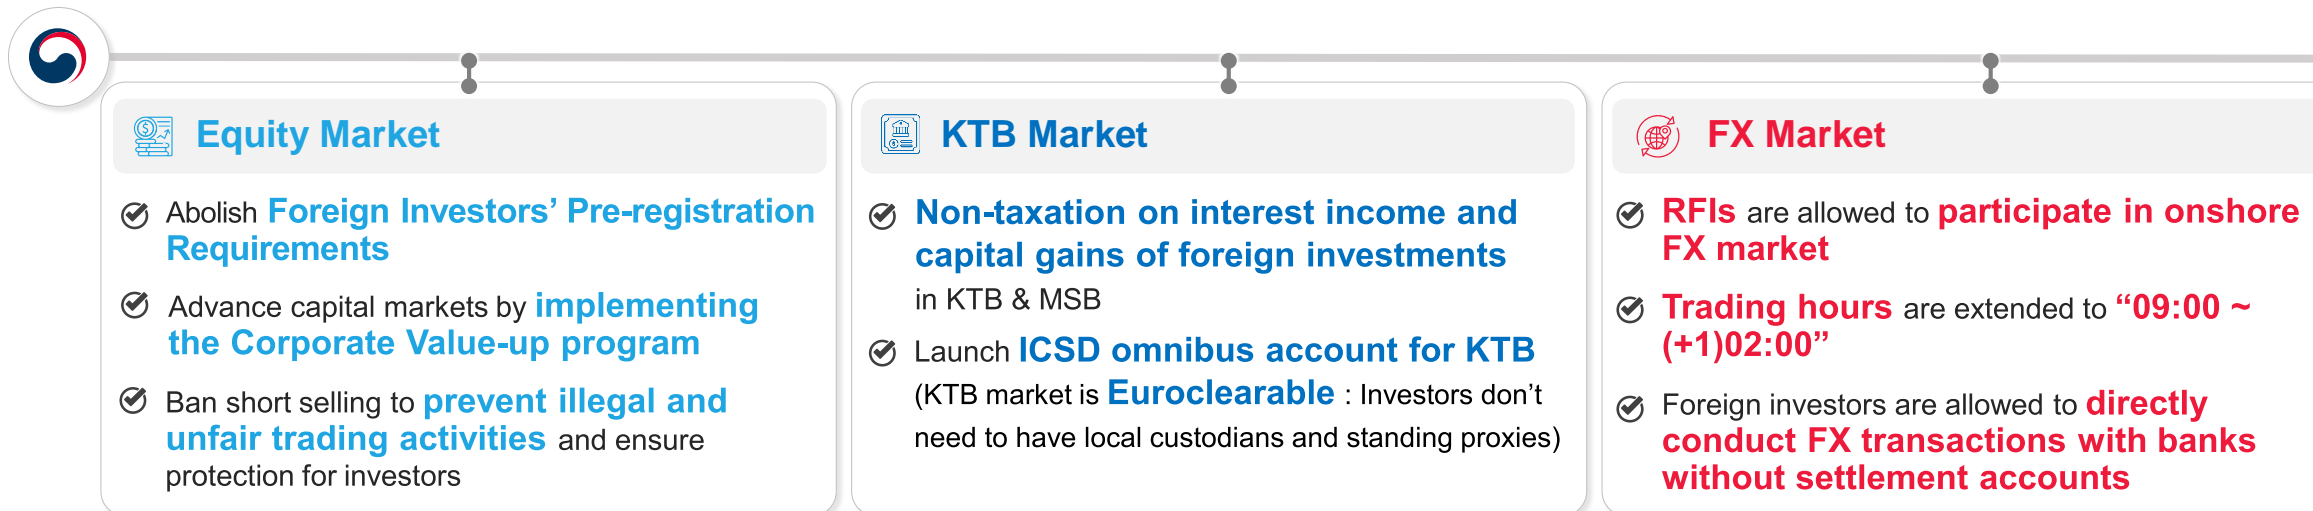 Equity Market
Abolish Foreign Investors’ Pre-registration
Requirements
Advance capital markets by implementing
the Corporate Value-up program
Ban short selling to prevent illegal and
unfair trading activities and ensure
protection for investors
KTB Market
Non-taxation on interest income and
capital gains of foreign investments
in KTB & MSB
Launch ICSD omnibus account for KTB
(KTB market is Euroclearable : Investors don’t
need to have local custodians and standing proxies)
FX Market
RFIs are allowed to participate in onshore
FX market
Trading hours are extended to “09:00 ~
(+1)02:00”
Foreign investors are allowed to directly
conduct FX transactions with banks
without settlement accounts